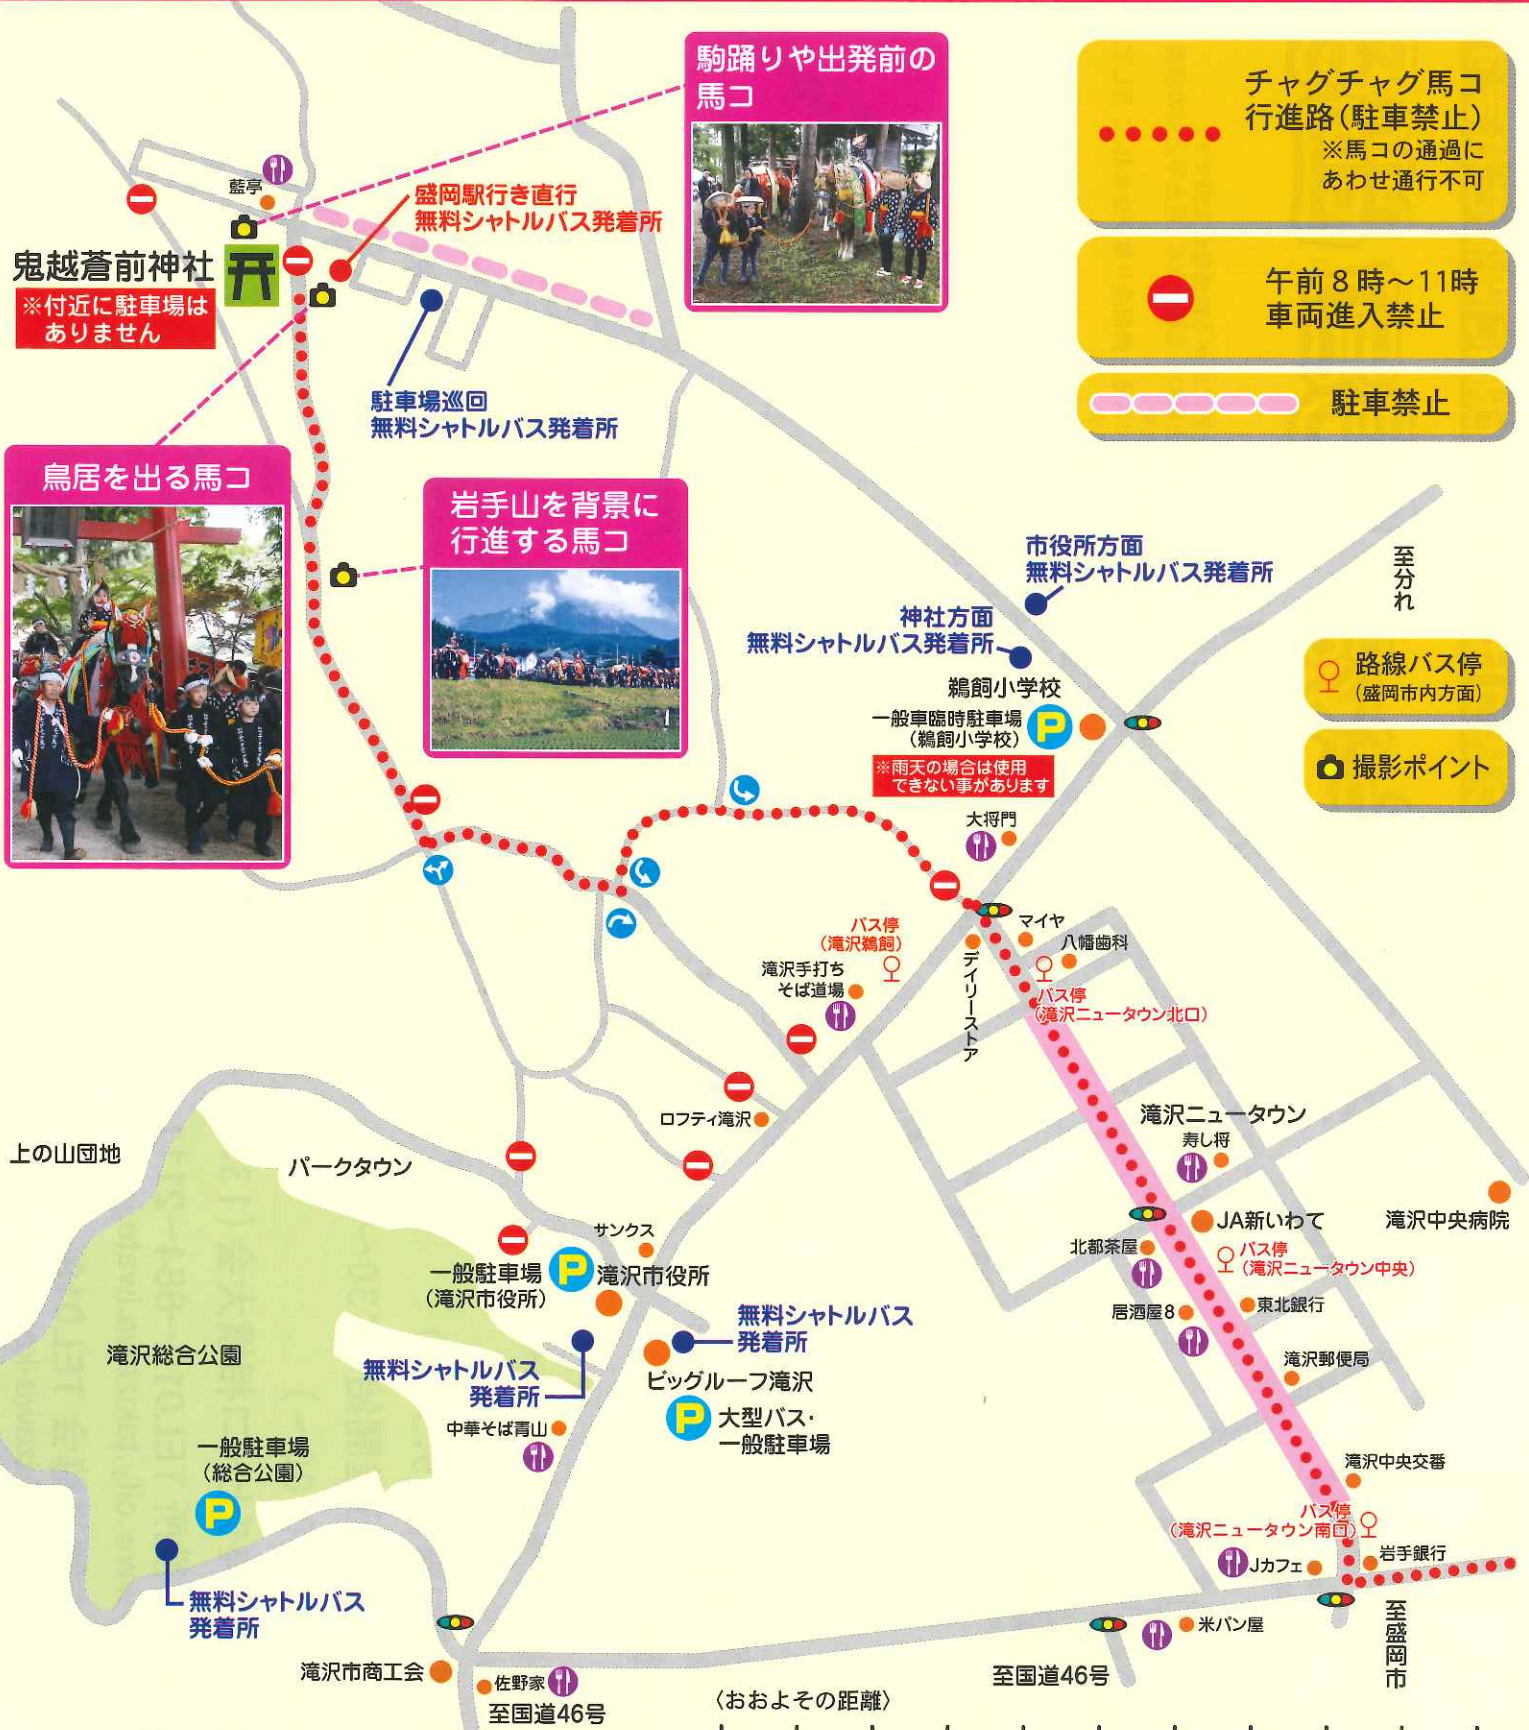 駒踊りや出発前の
馬コ
チャグチャグ馬コ
行進路(駐車禁止)
※馬コの通過に
あわせ通行不可
午前8時～11時
車両進入禁止
駐車禁止
藍亭
盛岡駅行き直行
無料シャトルバス発着所
鬼越蒼前神社
※付近に駐車場は
ありません
駐車場巡回
無料シャトルバス発着所
鳥居を出る馬コ
岩手山を背景に
行進する馬コ
市役所方面
無料シャトルバス発着所
至分れ
神社方面
無料シャトルバス発着所
路線バス停
(盛岡市内方面)
鵜飼小学校
一般車臨時駐車場
(鵜飼小学校)
P
※雨天の場合は使用
できない事があります
撮影ポイント
大将門
マイヤ
八幡歯科
バス停
(滝沢鵜飼)
滝沢手打ち
そば道場
デイリーストア
バス停
(滝沢ニュータウン北口)
ロフティ滝沢
滝沢ニュータウン
寿し将
上の山団地
パークタウン
滝沢中央病院
JA新いわて
北都茶屋
バス停
(滝沢ニュータウン中央)
サンクス
一般駐車場
(滝沢市役所)
P
滝沢市役所
居酒屋8
東北銀行
無料シャトルバス
発着所
滝沢総合公園
無料シャトルバス
発着所
滝沢郵便局
ビッグルーフ滝沢
P
大型バス・
一般駐車場
中華そば青山
一般駐車場
(総合公園)
P
滝沢中央交番
バス停
(滝沢ニュータウン南口)
Jカフェ
岩手銀行
無料シャトルバス
発着所
至盛岡市
米パン屋
滝沢市商工会
佐野家
至国道46号
至国道46号
〈おおよその距離〉